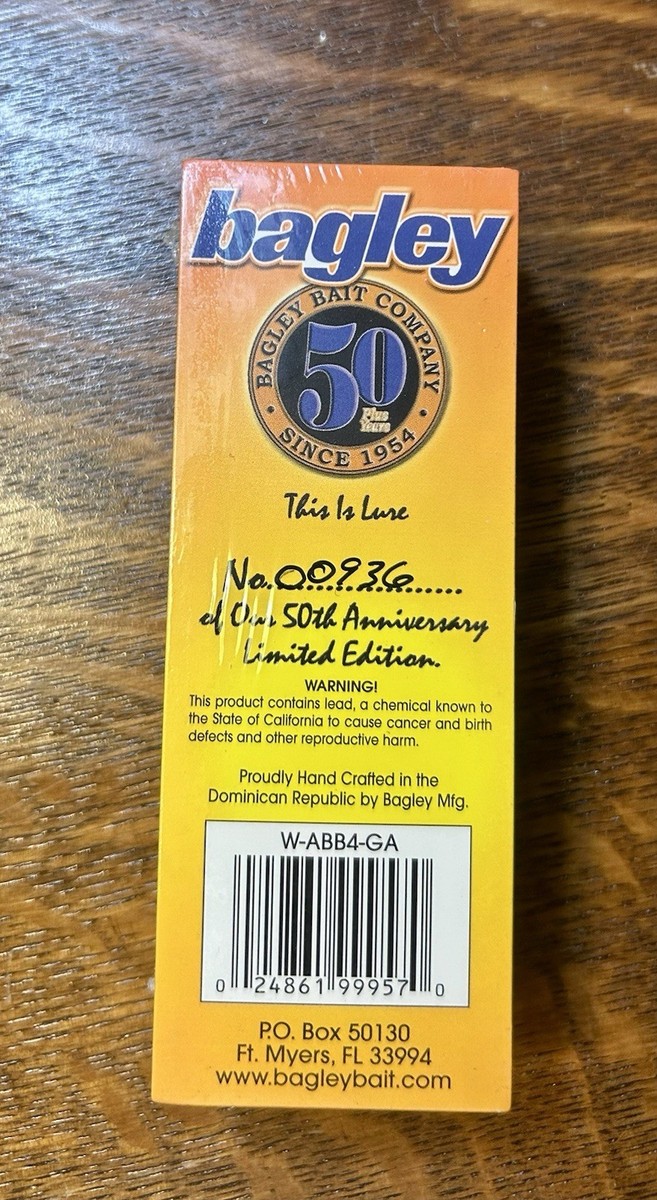 bagley
BAGLEY BAIT COMPANY
50
Plus
Years
• SINCE 1954 •
This Is Lure
No.00936......
of Our 50th Anniversary
Limited Edition.
WARNING!
This product contains lead, a chemical known to
the State of California to cause cancer and birth
defects and other reproductive harm.
Proudly Hand Crafted in the
Dominican Republic by Bagley Mfg.
W-ABB4-GA
0 24861 99957 0
P.O. Box 50130
Ft. Myers, FL 33994
www.bagleybait.com